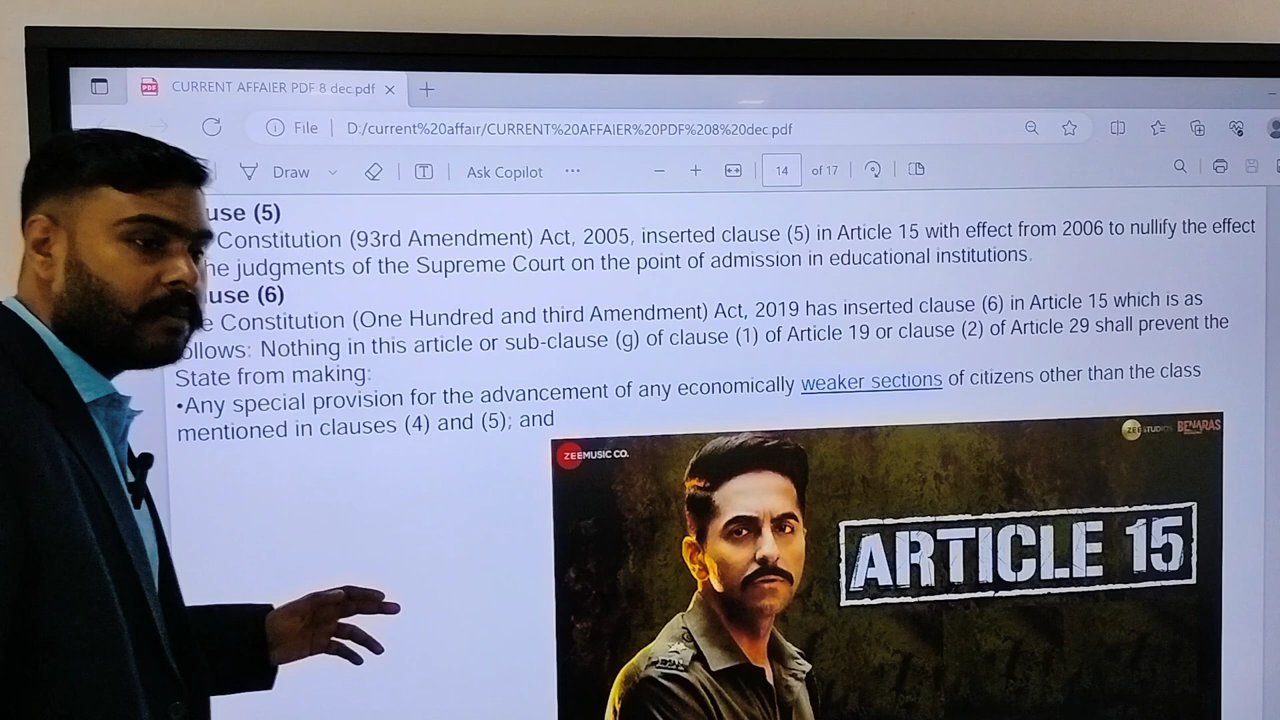 CURRENT AFFAIER PDF 8 dec.pdf
File D:/current%20affair/CURRENT%20AFFAIER%20PDF%208%20dec.pdf
Draw Ask Copilot 14 of 17
use (5)
Constitution (93rd Amendment) Act, 2005, inserted clause (5) in Article 15 with effect from 2006 to nullify the effect
he judgments of the Supreme Court on the point of admission in educational institutions.
use (6)
e Constitution (One Hundred and third Amendment) Act, 2019 has inserted clause (6) in Article 15 which is as
ollows: Nothing in this article or sub-clause (g) of clause (1) of Article 19 or clause (2) of Article 29 shall prevent the
State from making:
•Any special provision for the advancement of any economically weaker sections of citizens other than the class
mentioned in clauses (4) and (5); and
ZEE MUSIC CO.
ZEE STUDIOS BENARAS
ARTICLE 15